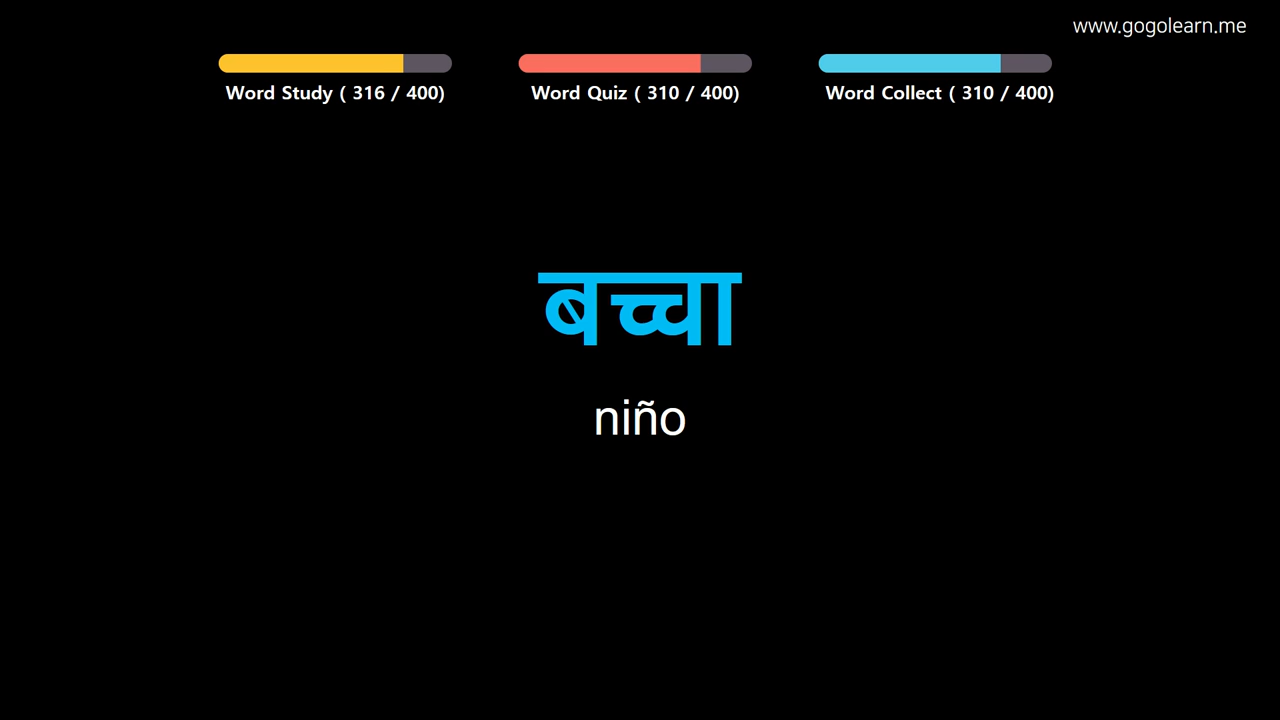 www.gogolearn.me
Word Study ( 316 / 400)
Word Quiz ( 310 / 400)
Word Collect ( 310 / 400)
बच्चा
niño